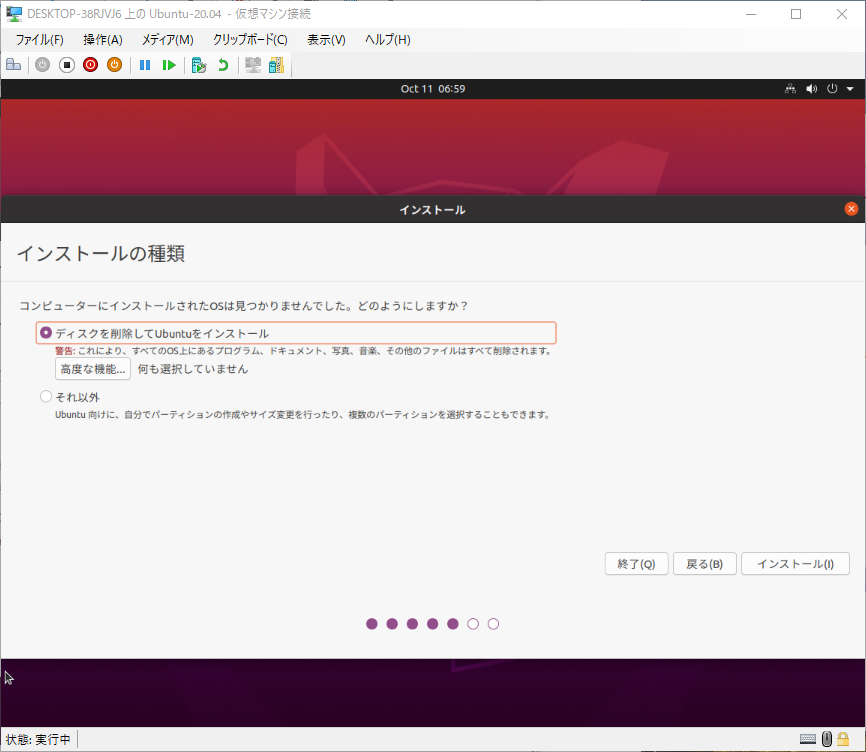 DESKTOP-38RJVJ6 上の Ubuntu-20.04 - 仮想マシン接続
ファイル(F) 操作(A) メディア(M) クリップボード(C) 表示(V) ヘルプ(H)
Oct 11 06:59
インストール
インストールの種類
コンピューターにインストールされたOSは見つかりませんでした。どのようにしますか？
ディスクを削除してUbuntuをインストール
警告: これにより、すべてのOS上にあるプログラム、ドキュメント、写真、音楽、その他のファイルはすべて削除されます。
高度な機能... 何も選択していません
それ以外
Ubuntu 向けに、自分でパーティションの作成やサイズ変更を行ったり、複数のパーティションを選択することもできます。
終了(Q) 戻る(B) インストール(I)
状態: 実行中